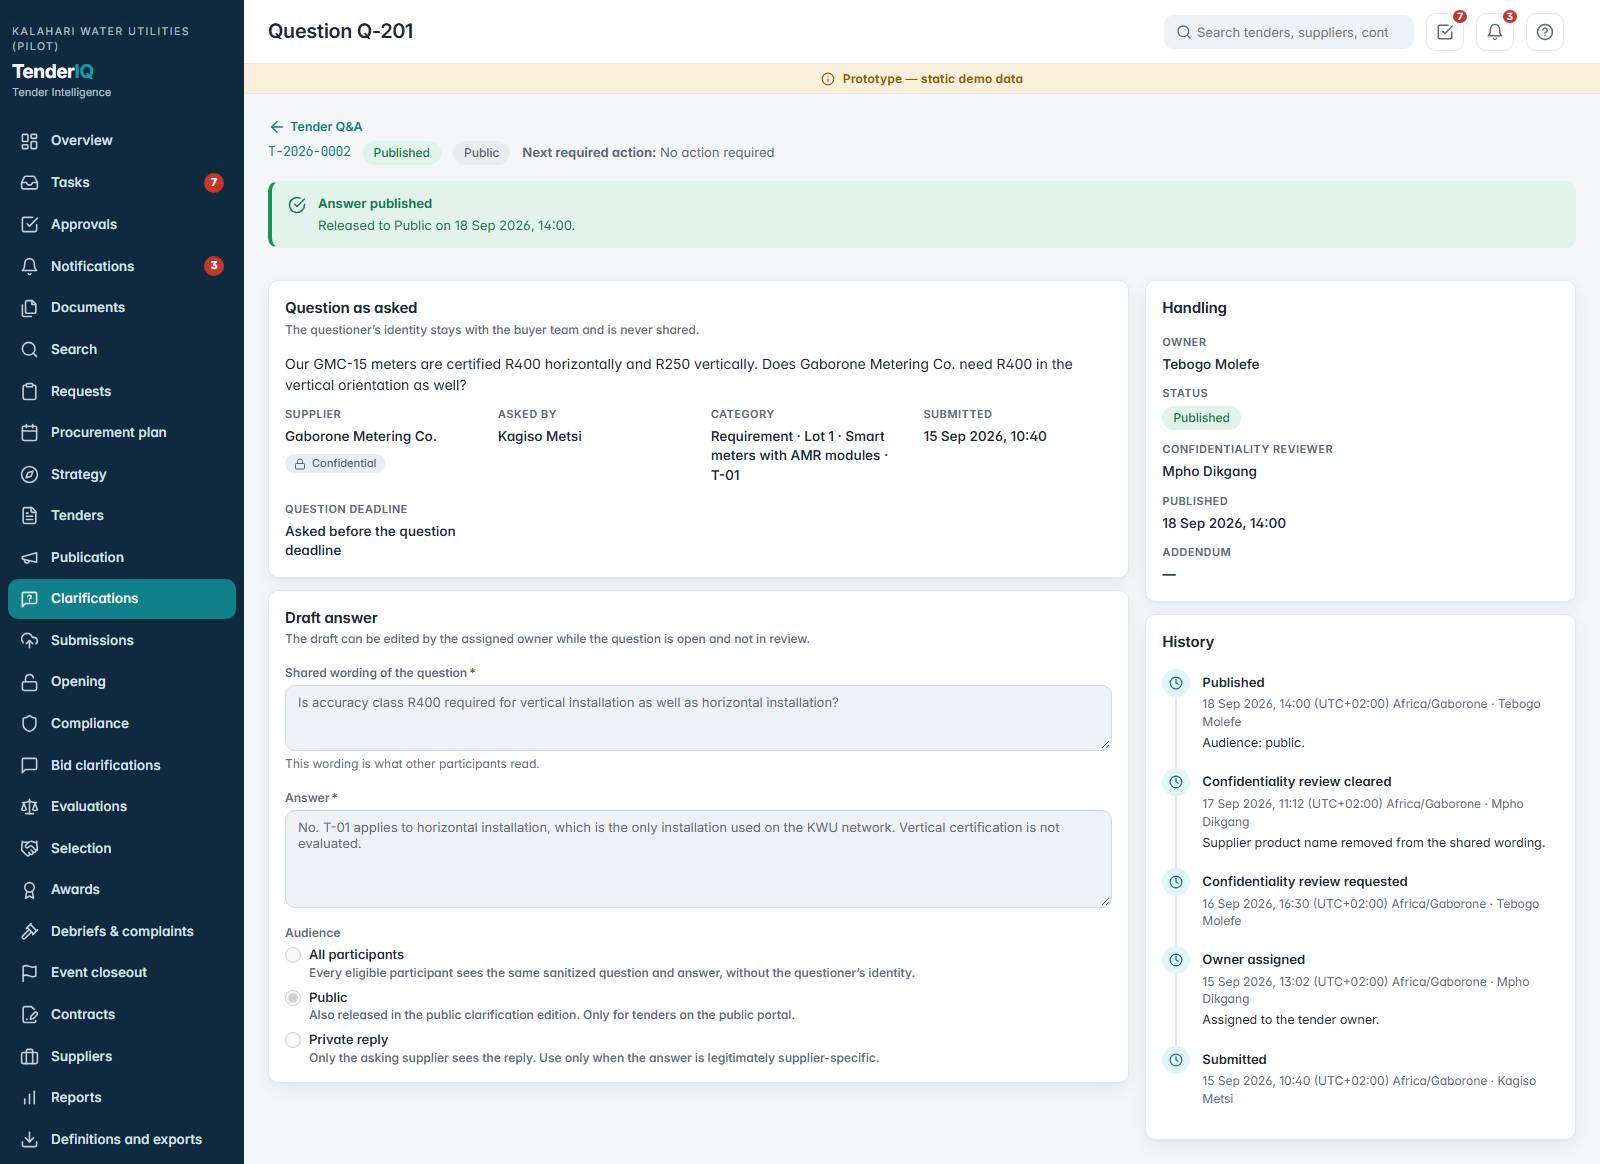 KALAHARI WATER UTILITIES
(PILOT)
TenderIQ
Tender Intelligence
Overview
Tasks 7
Approvals
Notifications 3
Documents
Search
Requests
Procurement plan
Strategy
Tenders
Publication
Clarifications
Submissions
Opening
Compliance
Bid clarifications
Evaluations
Selection
Awards
Debriefs & complaints
Event closeout
Contracts
Suppliers
Reports
Definitions and exports
Question Q-201
Search tenders, suppliers, cont
7
3
Prototype — static demo data
Tender Q&A
T-2026-0002 Published Public Next required action: No action required
Answer published
Released to Public on 18 Sep 2026, 14:00.
Question as asked
The questioner’s identity stays with the buyer team and is never shared.
Our GMC-15 meters are certified R400 horizontally and R250 vertically. Does Gaborone Metering Co. need R400 in the
vertical orientation as well?
SUPPLIER
Gaborone Metering Co.
Confidential
ASKED BY
Kagiso Metsi
CATEGORY
Requirement · Lot 1 · Smart
meters with AMR modules ·
T-01
SUBMITTED
15 Sep 2026, 10:40
QUESTION DEADLINE
Asked before the question
deadline
Draft answer
The draft can be edited by the assigned owner while the question is open and not in review.
Shared wording of the question *
Is accuracy class R400 required for vertical installation as well as horizontal installation?
This wording is what other participants read.
Answer *
No. T-01 applies to horizontal installation, which is the only installation used on the KWU network. Vertical certification is not
evaluated.
Audience
All participants
Every eligible participant sees the same sanitized question and answer, without the questioner’s identity.
Public
Also released in the public clarification edition. Only for tenders on the public portal.
Private reply
Only the asking supplier sees the reply. Use only when the answer is legitimately supplier-specific.
Handling
OWNER
Tebogo Molefe
STATUS
Published
CONFIDENTIALITY REVIEWER
Mpho Dikgang
PUBLISHED
18 Sep 2026, 14:00
ADDENDUM
—
History
Published
18 Sep 2026, 14:00 (UTC+02:00) Africa/Gaborone · Tebogo
Molefe
Audience: public.
Confidentiality review cleared
17 Sep 2026, 11:12 (UTC+02:00) Africa/Gaborone · Mpho
Dikgang
Supplier product name removed from the shared wording.
Confidentiality review requested
16 Sep 2026, 16:30 (UTC+02:00) Africa/Gaborone · Tebogo
Molefe
Owner assigned
15 Sep 2026, 13:02 (UTC+02:00) Africa/Gaborone · Mpho
Dikgang
Assigned to the tender owner.
Submitted
15 Sep 2026, 10:40 (UTC+02:00) Africa/Gaborone · Kagiso
Metsi